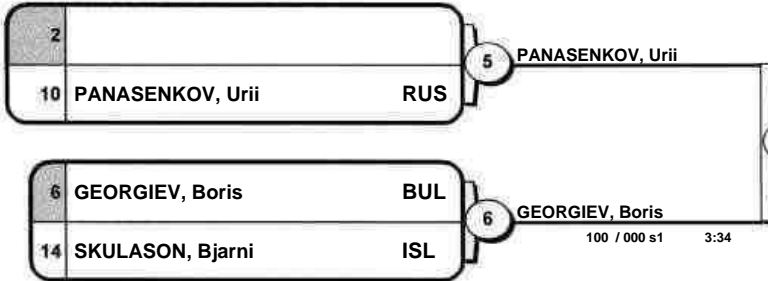 2
5 PANASENKOV, Urii
10 PANASENKOV, Urii RUS
6 GEORGIEV, Boris BUL
6 GEORGIEV, Boris
100 / 000 s1 3:34
14 SKULASON, Bjarni ISL